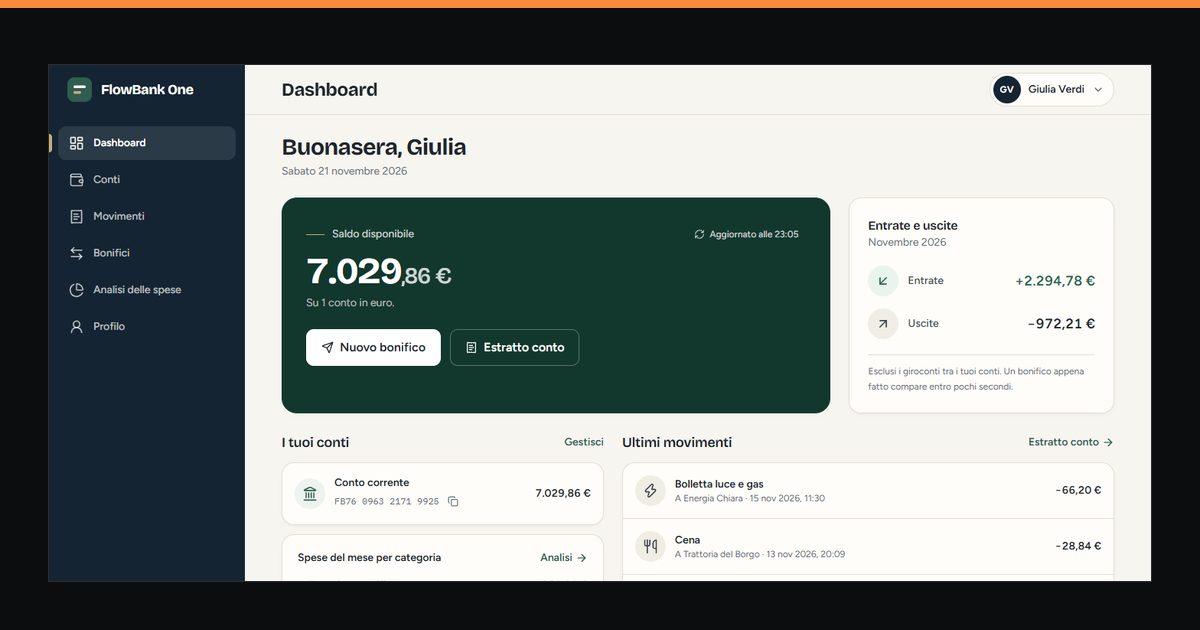 FlowBank One
Dashboard
Conti
Movimenti
Bonifici
Analisi delle spese
Profilo
Dashboard
GV Giulia Verdi
Buonasera, Giulia
Sabato 21 novembre 2026
Saldo disponibile
Aggiornato alle 23:05
7.029,86 €
Su 1 conto in euro.
Nuovo bonifico
Estratto conto
Entrate e uscite
Novembre 2026
Entrate +2.294,78 €
Uscite −972,21 €
Esclusi i giroconti tra i tuoi conti. Un bonifico appena
fatto compare entro pochi secondi.
I tuoi conti
Gestisci
Conto corrente
FB76 0963 2171 9925
7.029,86 €
Spese del mese per categoria
Analisi →
Ultimi movimenti
Estratto conto →
Bolletta luce e gas
A Energia Chiara · 15 nov 2026, 11:30
−66,20 €
Cena
A Trattoria del Borgo · 13 nov 2026, 20:09
−28,84 €